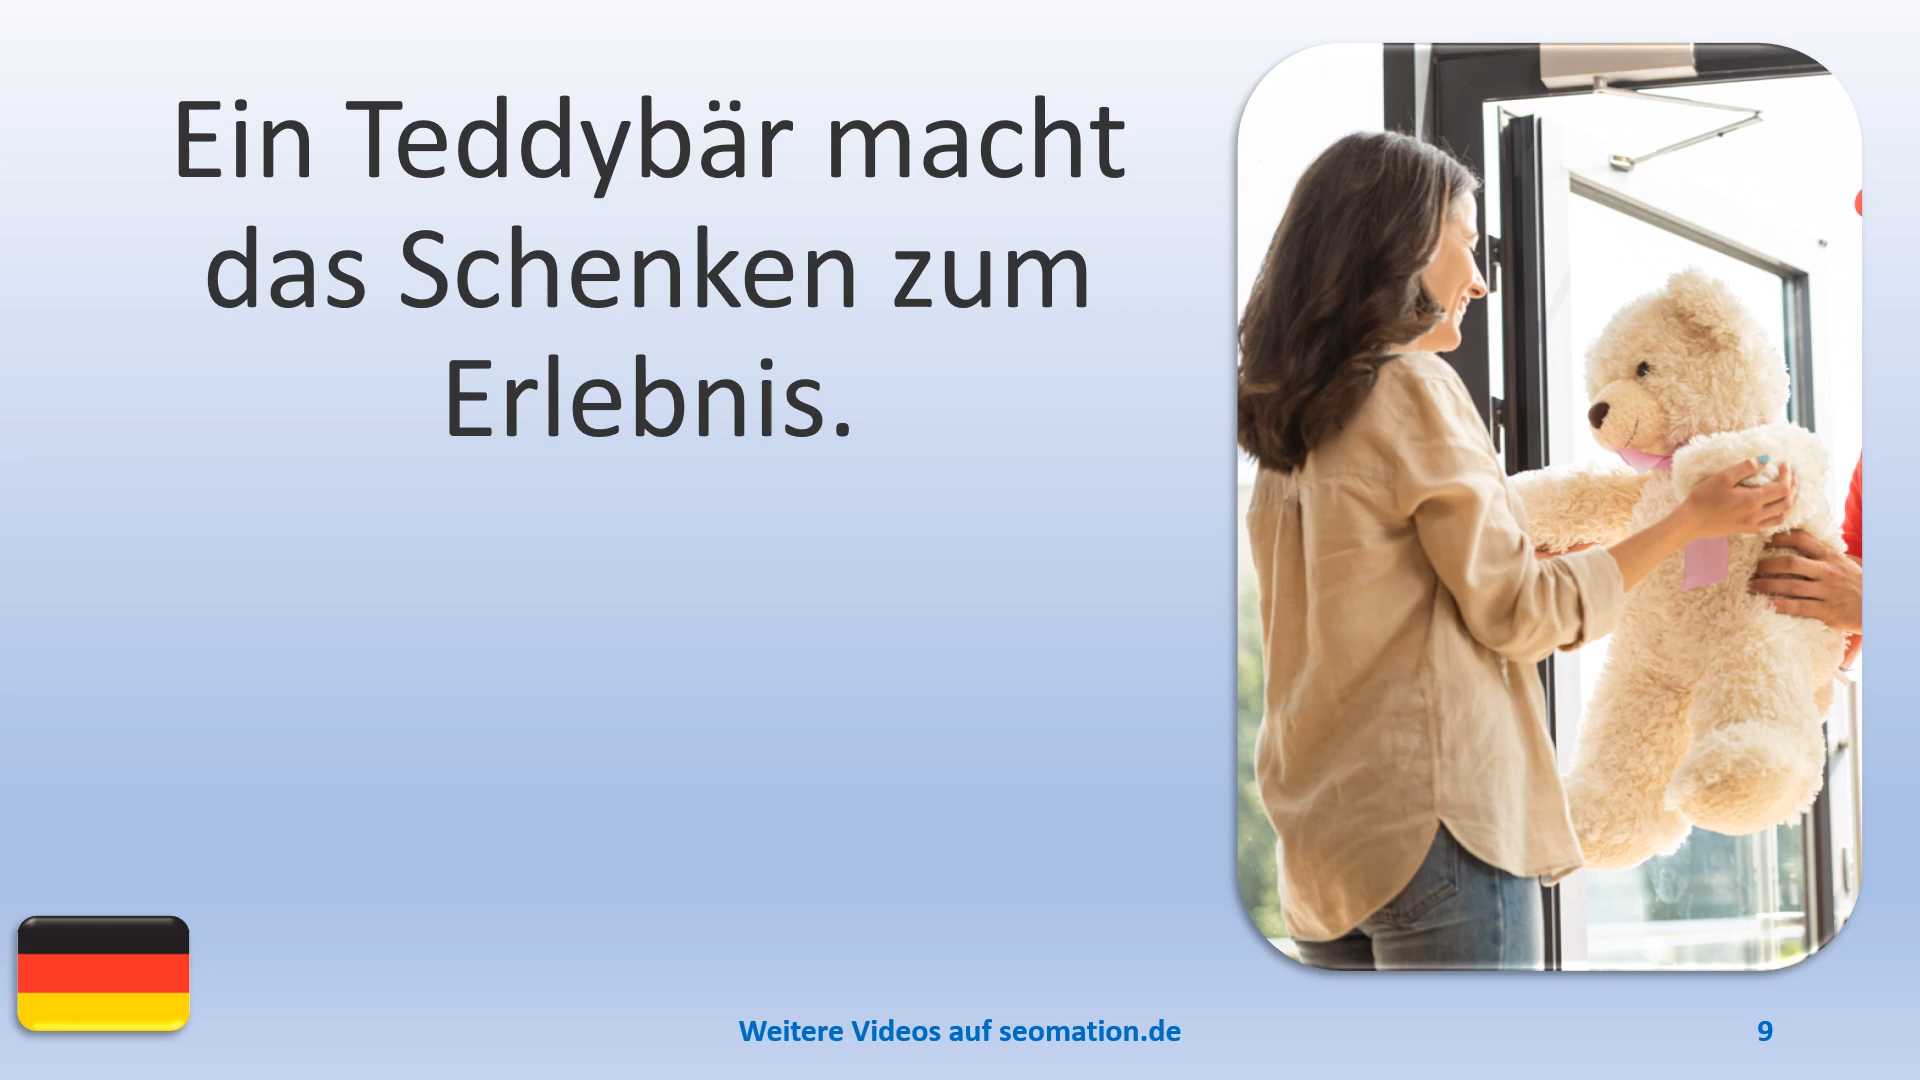 Ein Teddybär macht
das Schenken zum
Erlebnis.
Weitere Videos auf seomation.de
9